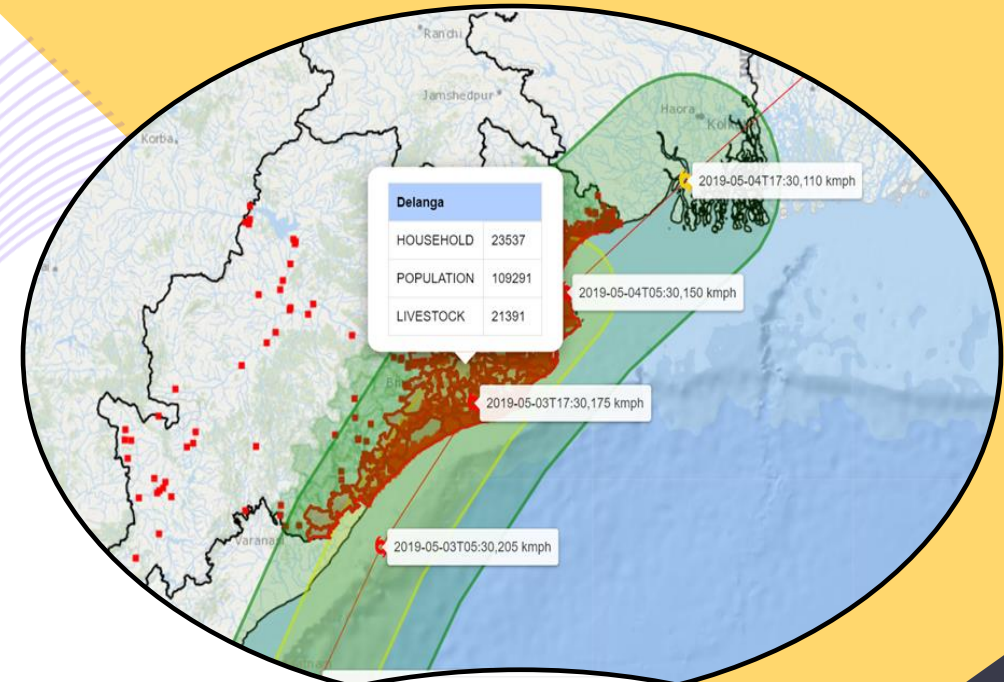 Ranchi
Jamshedpur
Haora
Korba
2019-05-04T17:30,110 kmph
Delanga
HOUSEHOLD 23537
POPULATION 109291
LIVESTOCK 21391
2019-05-04T05:30,150 kmph
2019-05-03T17:30,175 kmph
2019-05-03T05:30,205 kmph